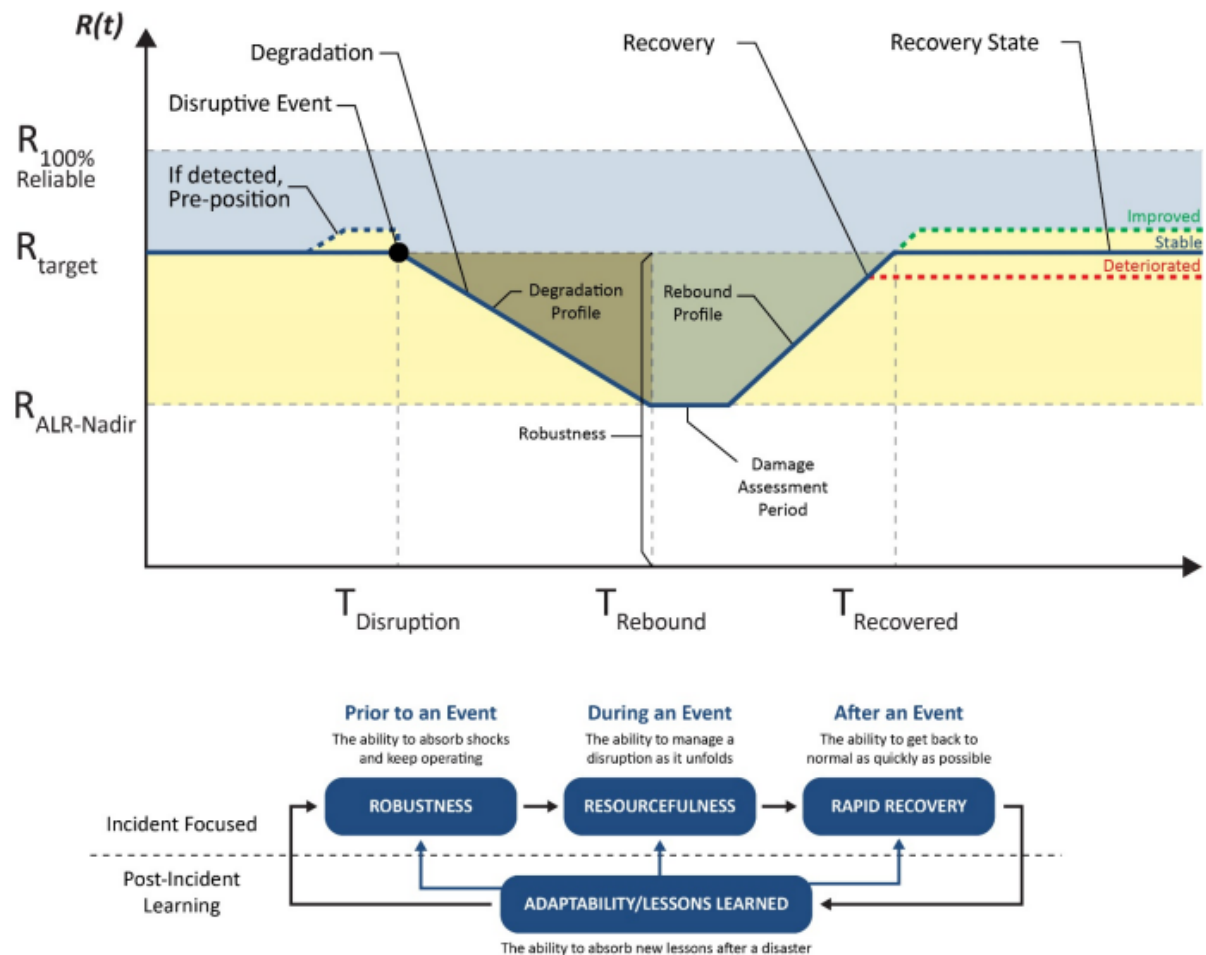 R(t)
Degradation
Recovery
Recovery State
Disruptive Event
R100%
Reliable
If detected,
Pre-position
Improved
Rtarget
Stable
Deteriorated
Degradation
Profile
Rebound
Profile
RALR-Nadir
Robustness
Damage
Assessment
Period
TDisruption
TRebound
TRecovered
Prior to an Event
The ability to absorb shocks
and keep operating
During an Event
The ability to manage a
disruption as it unfolds
After an Event
The ability to get back to
normal as quickly as possible
ROBUSTNESS
RESOURCEFULNESS
RAPID RECOVERY
Incident Focused
Post-Incident
Learning
ADAPTABILITY/LESSONS LEARNED
The ability to absorb new lessons after a disaster